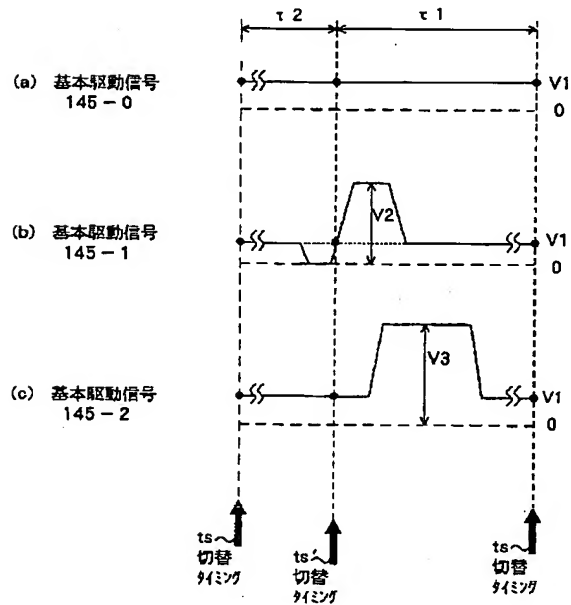 τ2 τ1
(a) 基本駆動信号
145-0
V1
0
(b) 基本駆動信号
145-1
V2
V1
0
(c) 基本駆動信号
145-2
V3
V1
0
ts
切替
タイミング
ts'
切替
タイミング
ts
切替
タイミング